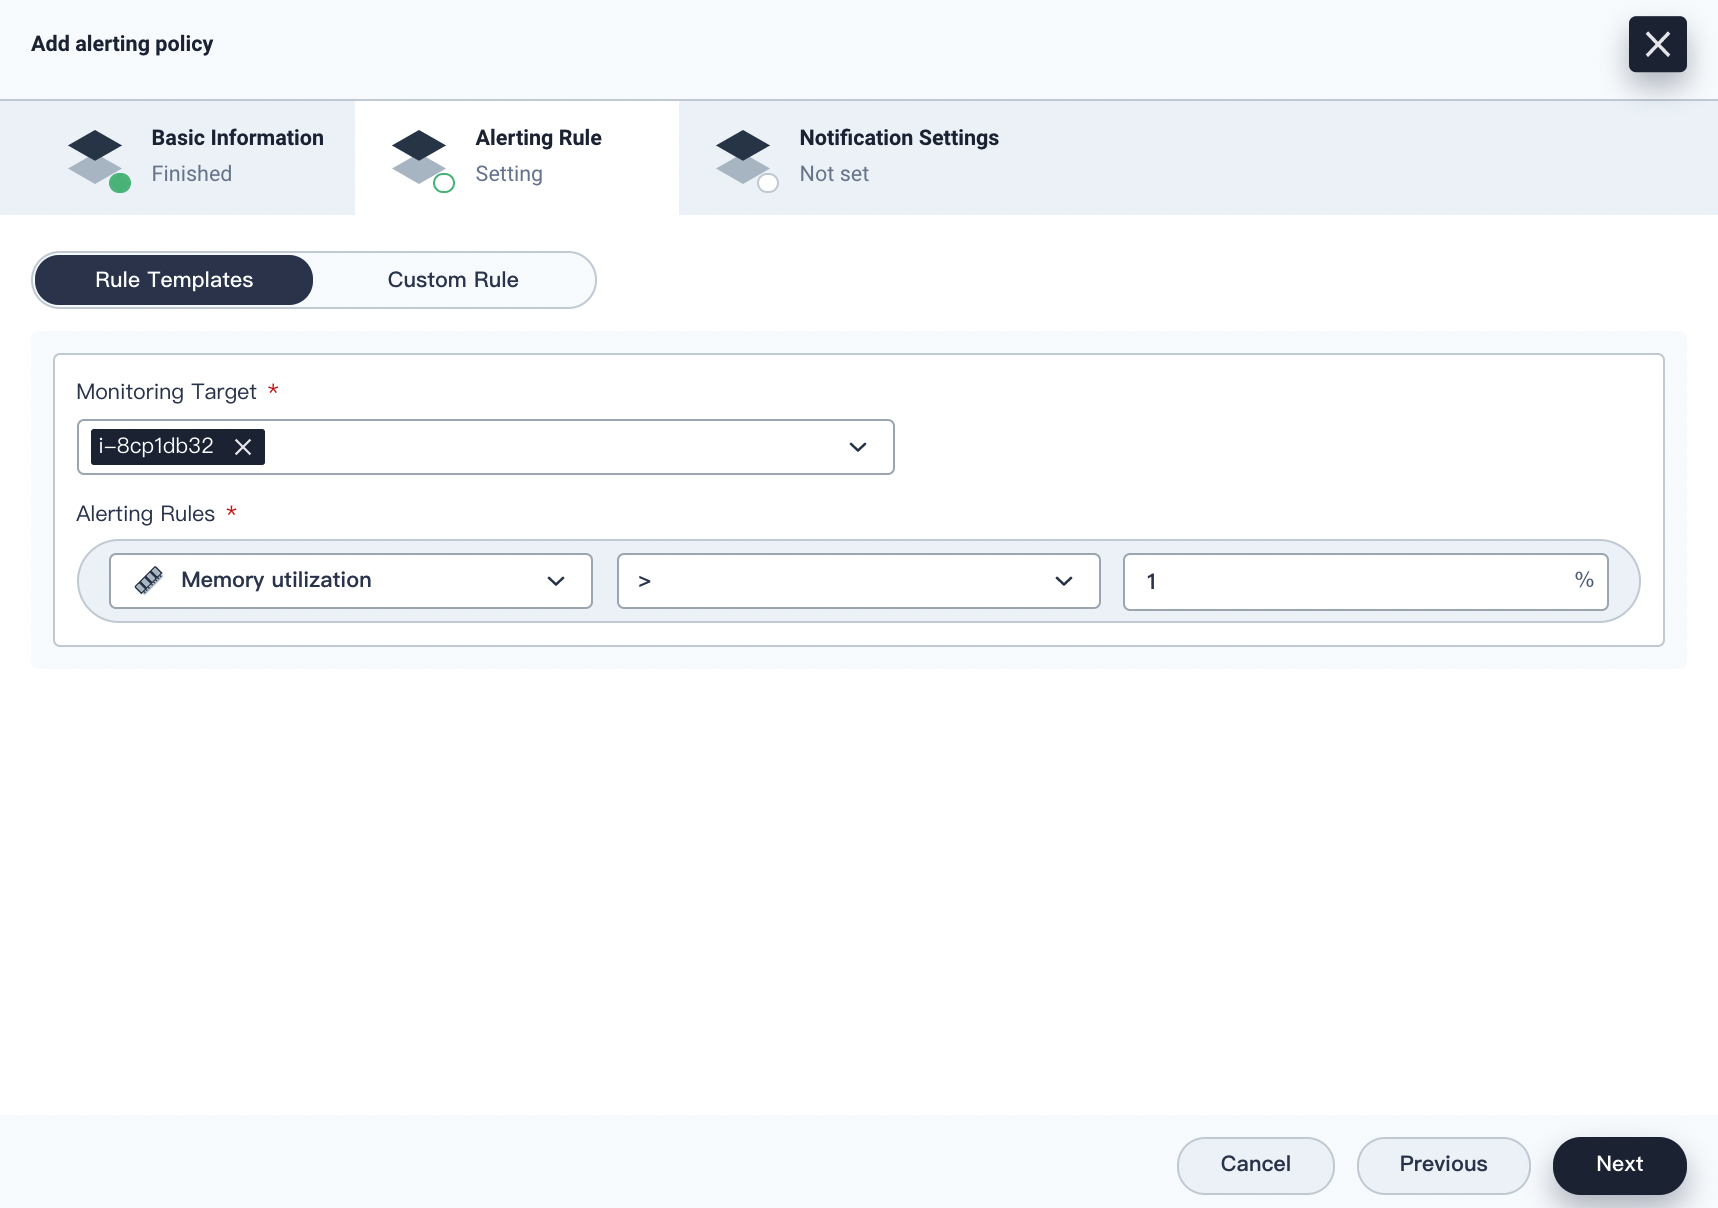 Add alerting policy
Basic Information
Finished
Alerting Rule
Setting
Notification Settings
Not set
Rule Templates
Custom Rule
Monitoring Target *
i-8cp1db32
Alerting Rules *
Memory utilization
>
1
%
Cancel
Previous
Next